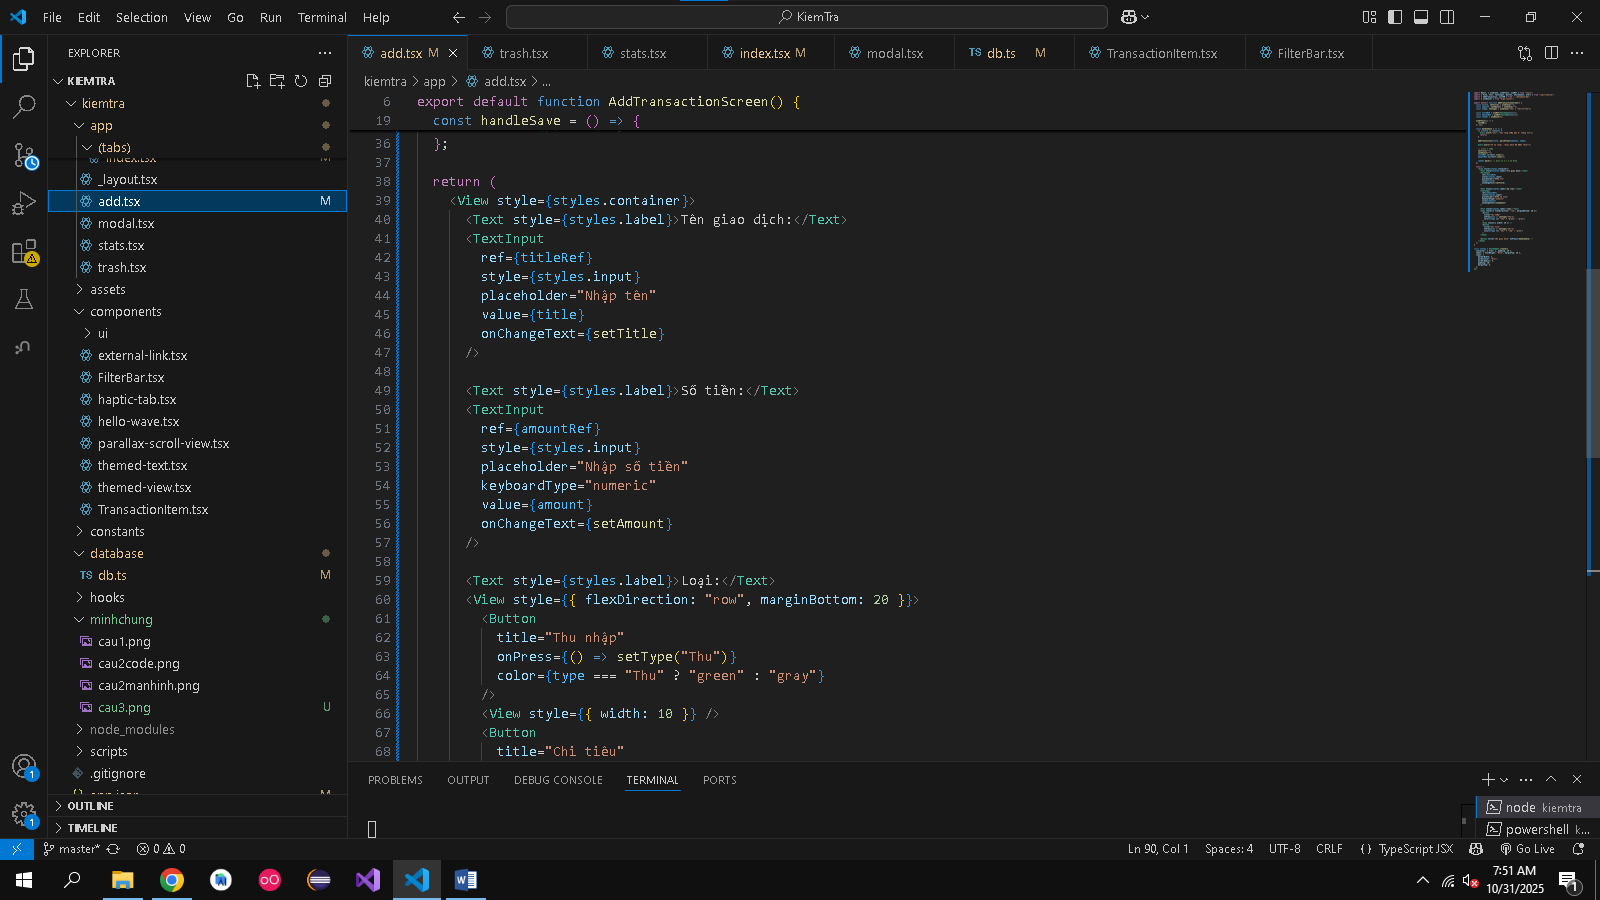 File Edit Selection View Go Run Terminal Help
KiemTra
EXPLORER
KIEMTRA
kiemtra
app
(tabs)
index.tsx M
_layout.tsx
add.tsx M
modal.tsx
stats.tsx
trash.tsx
assets
components
ui
external-link.tsx
FilterBar.tsx
haptic-tab.tsx
hello-wave.tsx
parallax-scroll-view.tsx
themed-text.tsx
themed-view.tsx
TransactionItem.tsx
constants
database
TS db.ts M
hooks
minhchung
cau1.png
cau2code.png
cau2manhinh.png
cau3.png U
node_modules
scripts
.gitignore
OUTLINE
TIMELINE
add.tsx M trash.tsx stats.tsx index.tsx M modal.tsx TS db.ts M TransactionItem.tsx FilterBar.tsx
kiemtra > app > add.tsx > ...
6 export default function AddTransactionScreen() {
19 const handleSave = () => {
36 };
37
38 return (
39 <View style={styles.container}>
40 <Text style={styles.label}>Tên giao dịch:</Text>
41 <TextInput
42 ref={titleRef}
43 style={styles.input}
44 placeholder="Nhập tên"
45 value={title}
46 onChangeText={setTitle}
47 />
48
49 <Text style={styles.label}>Số tiền:</Text>
50 <TextInput
51 ref={amountRef}
52 style={styles.input}
53 placeholder="Nhập số tiền"
54 keyboardType="numeric"
55 value={amount}
56 onChangeText={setAmount}
57 />
58
59 <Text style={styles.label}>Loại:</Text>
60 <View style={{ flexDirection: "row", marginBottom: 20 }}>
61 <Button
62 title="Thu nhập"
63 onPress={() => setType("Thu")}
64 color={type === "Thu" ? "green" : "gray"}
65 />
66 <View style={{ width: 10 }} />
67 <Button
68 title="Chi tiêu"
PROBLEMS OUTPUT DEBUG CONSOLE TERMINAL PORTS
node kiemtra
powershell k...
master* 0 0
Ln 90, Col 1 Spaces: 4 UTF-8 CRLF {} TypeScript JSX Go Live
7:51 AM
10/31/2025